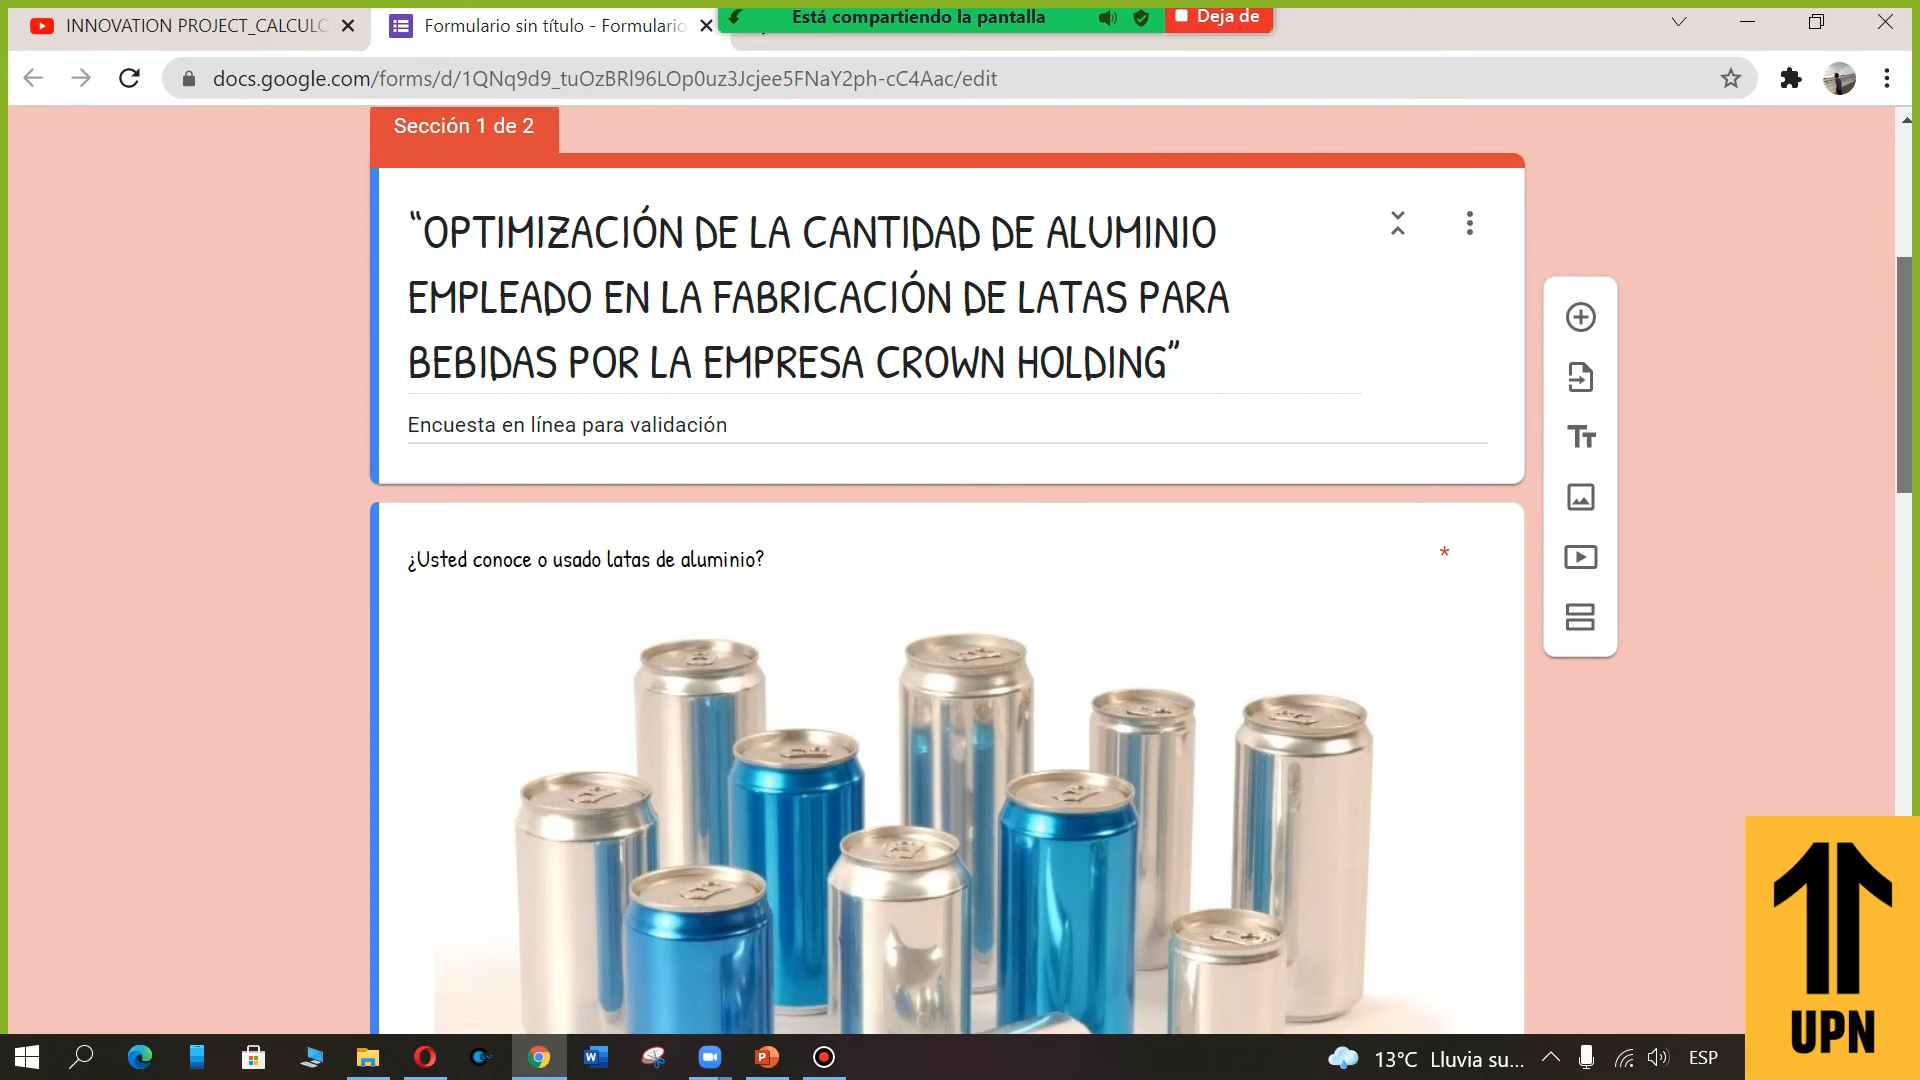 INNOVATION PROJECT_CALCULO
Formulario sin título - Formulario
Está compartiendo la pantalla
Deja de
docs.google.com/forms/d/1QNq9d9_tuOzBRl96LOp0uz3Jcjee5FNaY2ph-cC4Aac/edit
Sección 1 de 2
“OPTIMIZACIÓN DE LA CANTIDAD DE ALUMINIO
EMPLEADO EN LA FABRICACIÓN DE LATAS PARA
BEBIDAS POR LA EMPRESA CROWN HOLDING”
Encuesta en línea para validación
¿Usted conoce o usado latas de aluminio? *
UPN
13°C Lluvia su... ESP